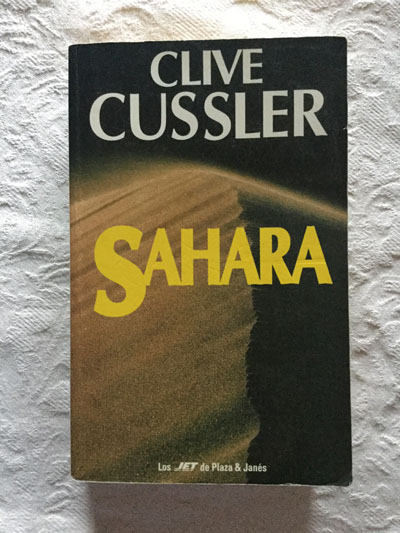 CLIVE
CUSSLER
SAHARA
Los JET de Plaza & Janés